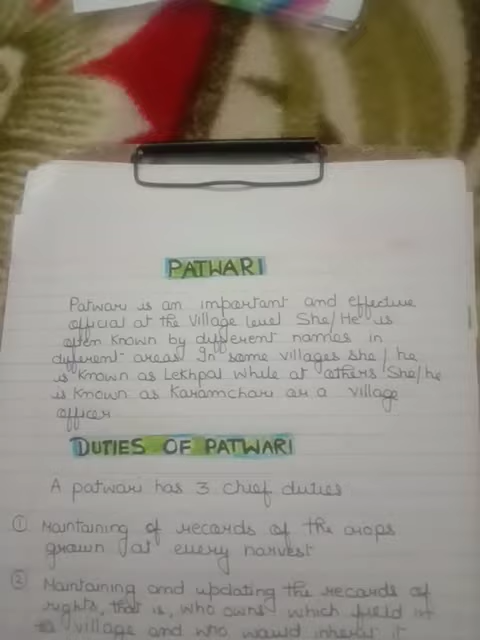 PATWARI
Patwari is an important and effective
official at the Village level She/He is
often known by different names in
different areas In some villages she / he
is known as Lekhpal while at others She/he
is known as Karamchari or a village
officer
DUTIES OF PATWARI
A patwari has 3 chief duties
① Maintaining of records of the crops
grown at every harvest
② Maintaining and updating the records of
rights, that is, who owns which field in
the village and who would inherit it